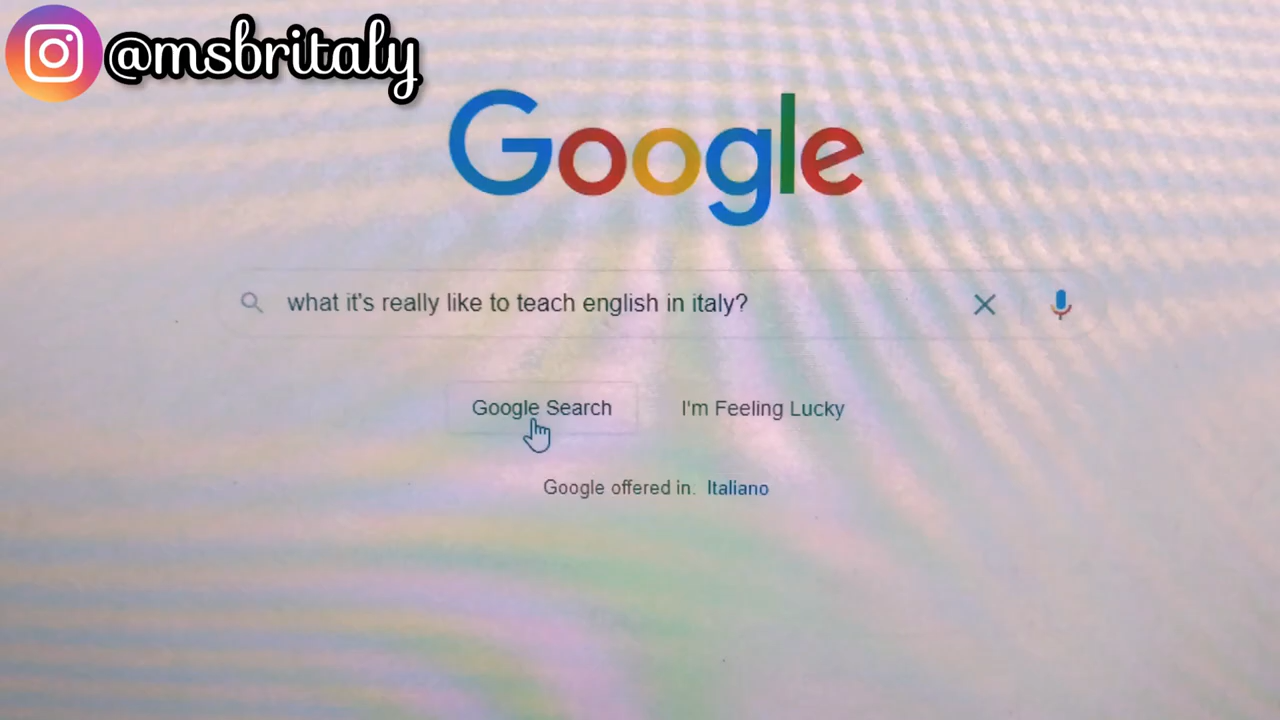 @msbritaly
Google
what it's really like to teach english in italy?
Google Search
I'm Feeling Lucky
Google offered in. Italiano